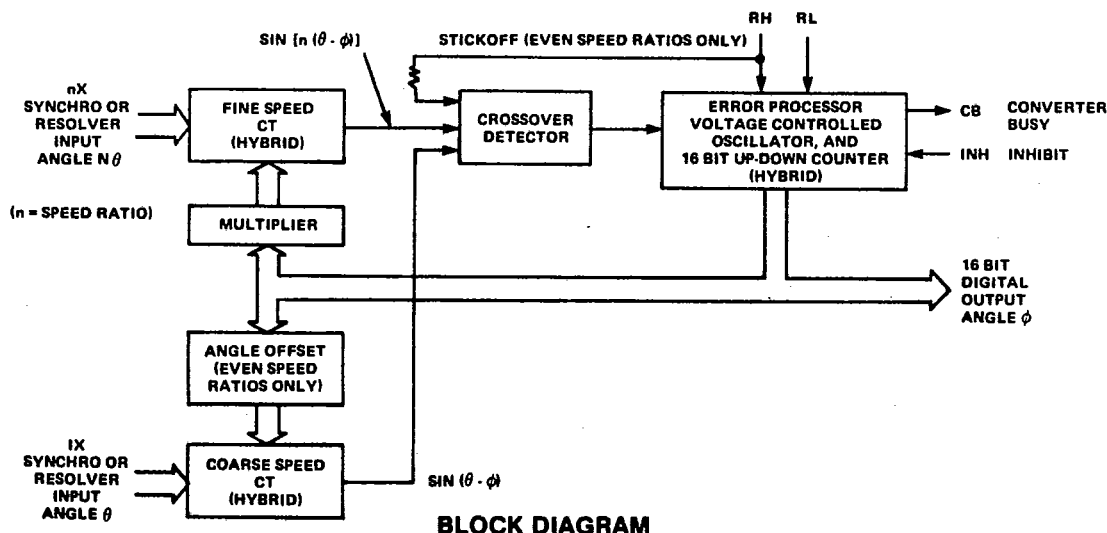 RH RL
STICKOFF (EVEN SPEED RATIOS ONLY)
SIN [n (θ - ϕ)]
nX
SYNCHRO OR
RESOLVER
INPUT
ANGLE N θ
FINE SPEED
CT
(HYBRID)
CROSSOVER
DETECTOR
ERROR PROCESSOR
VOLTAGE CONTROLLED
OSCILLATOR, AND
16 BIT UP-DOWN COUNTER
(HYBRID)
CB CONVERTER
BUSY
INH INHIBIT
(n = SPEED RATIO)
MULTIPLIER
16 BIT
DIGITAL
OUTPUT
ANGLE ϕ
ANGLE OFFSET
(EVEN SPEED
RATIOS ONLY)
IX
SYNCHRO OR
RESOLVER
INPUT
ANGLE θ
COARSE SPEED
CT
(HYBRID)
SIN (θ - ϕ)
BLOCK DIAGRAM